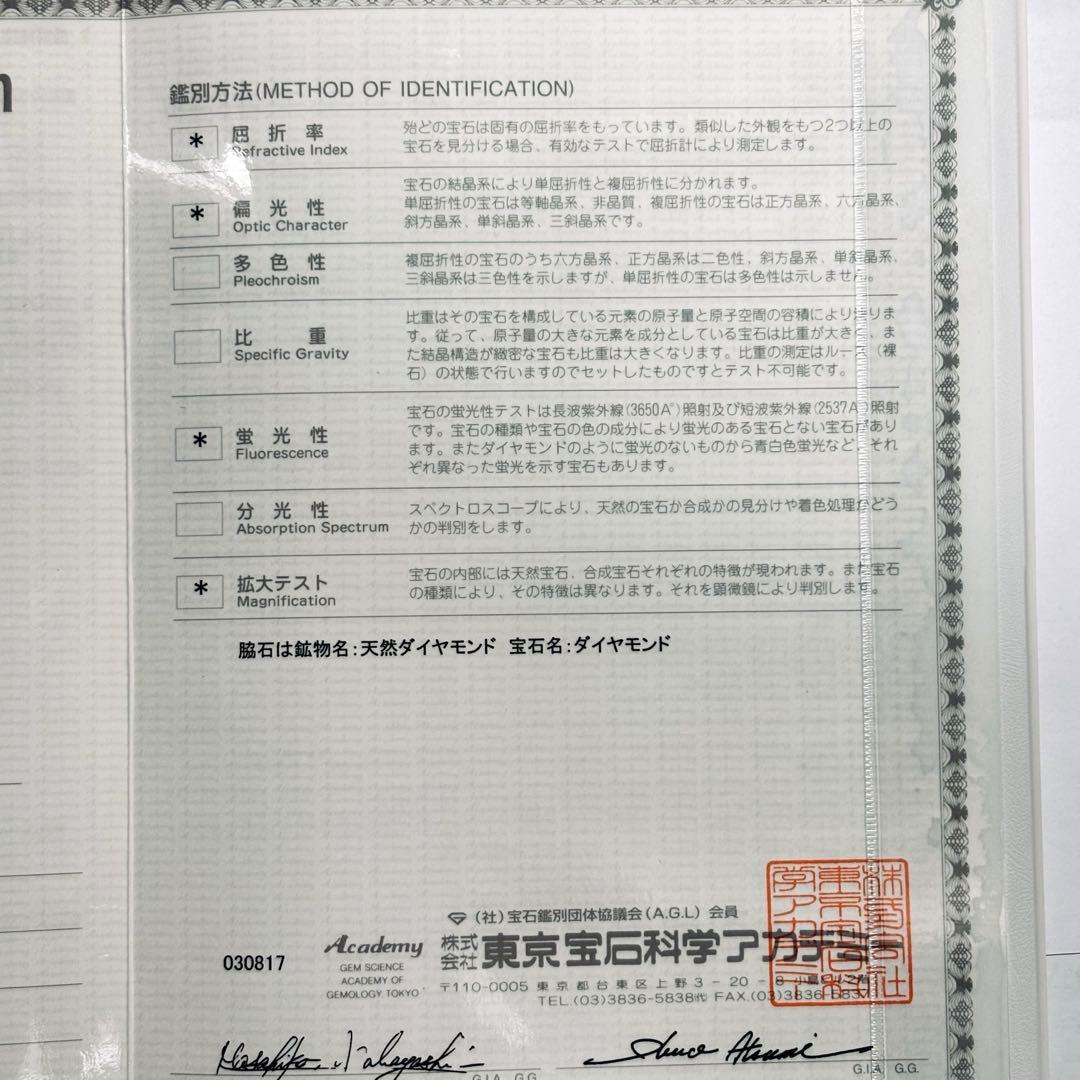 鑑別方法(METHOD OF IDENTIFICATION)
* 屈折率
Refractive Index
殆どの宝石は固有の屈折率をもっています。類似した外観をもつ2つ以上の
宝石を見分ける場合、有効なテストで屈折計により測定します。
* 偏光性
Optic Character
宝石の結晶系により単屈折性と複屈折性に分かれます。
単屈折性の宝石は等軸晶系、非晶質、複屈折性の宝石は正方晶系、六方晶系、
斜方晶系、単斜晶系、三斜晶系です。
多色性
Pleochroism
複屈折性の宝石のうち六方晶系、正方晶系は二色性、斜方晶系、単斜晶系、
三斜晶系は三色性を示しますが、単屈折性の宝石は多色性は示しません。
比重
Specific Gravity
比重はその宝石を構成している元素の原子量と原子空間の容積により決ります。
す。従って、原子量の大きな元素を成分としている宝石は比重が大きく、ま
た結晶構造が緻密な宝石も比重は大きくなります。比重の測定はルース(裸
石)の状態で行いますのでセットしたものですとテスト不可能です。
* 蛍光性
Fluorescence
宝石の蛍光性テストは長波紫外線(3650A°)照射及び短波紫外線(2537A°)照射
です。宝石の種類や宝石の色の成分により蛍光のある宝石とない宝石があり
ます。またダイヤモンドのように蛍光のないものから青白色蛍光など、それ
ぞれ異なった蛍光を示す宝石もあります。
分光性
Absorption Spectrum
スペクトロスコープにより、天然の宝石か合成かの見分けや着色処理かどう
かの判別をします。
* 拡大テスト
Magnification
宝石の内部には天然宝石、合成宝石それぞれの特徴が現われます。また宝石
の種類により、その特徴は異なります。それを顕微鏡により判別します。
脇石は鉱物名:天然ダイヤモンド 宝石名:ダイヤモンド
(社)宝石鑑別団体協議会(A.G.L)会員
030817
Academy
GEM SCIENCE
ACADEMY OF
GEMOLOGY TOKYO
株式会社 東京宝石科学アカデミー
〒110-0005 東京都台東区上野3-20-8
TEL.(03)3836-5838㈹ FAX.(03)3836-5837
G.I.A. G.G.
G.I.A. G.G.